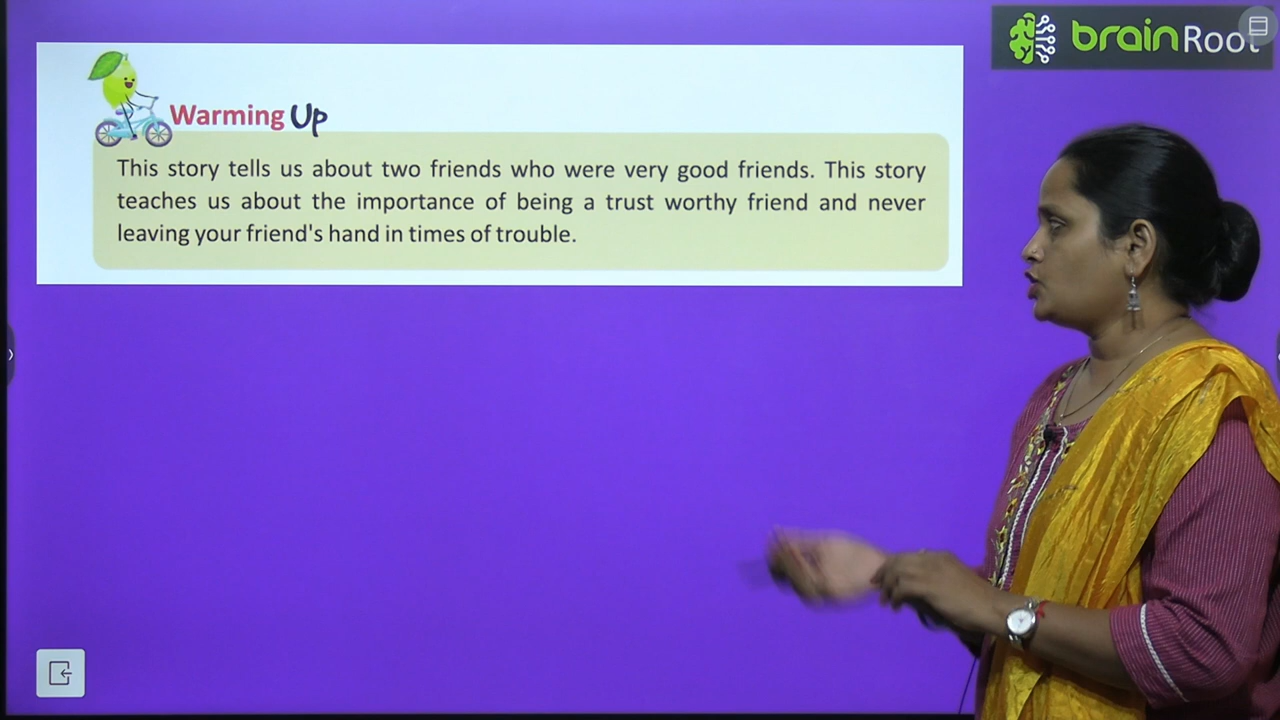 brainRoot
Warming Up
This story tells us about two friends who were very good friends. This story
teaches us about the importance of being a trust worthy friend and never
leaving your friend's hand in times of trouble.